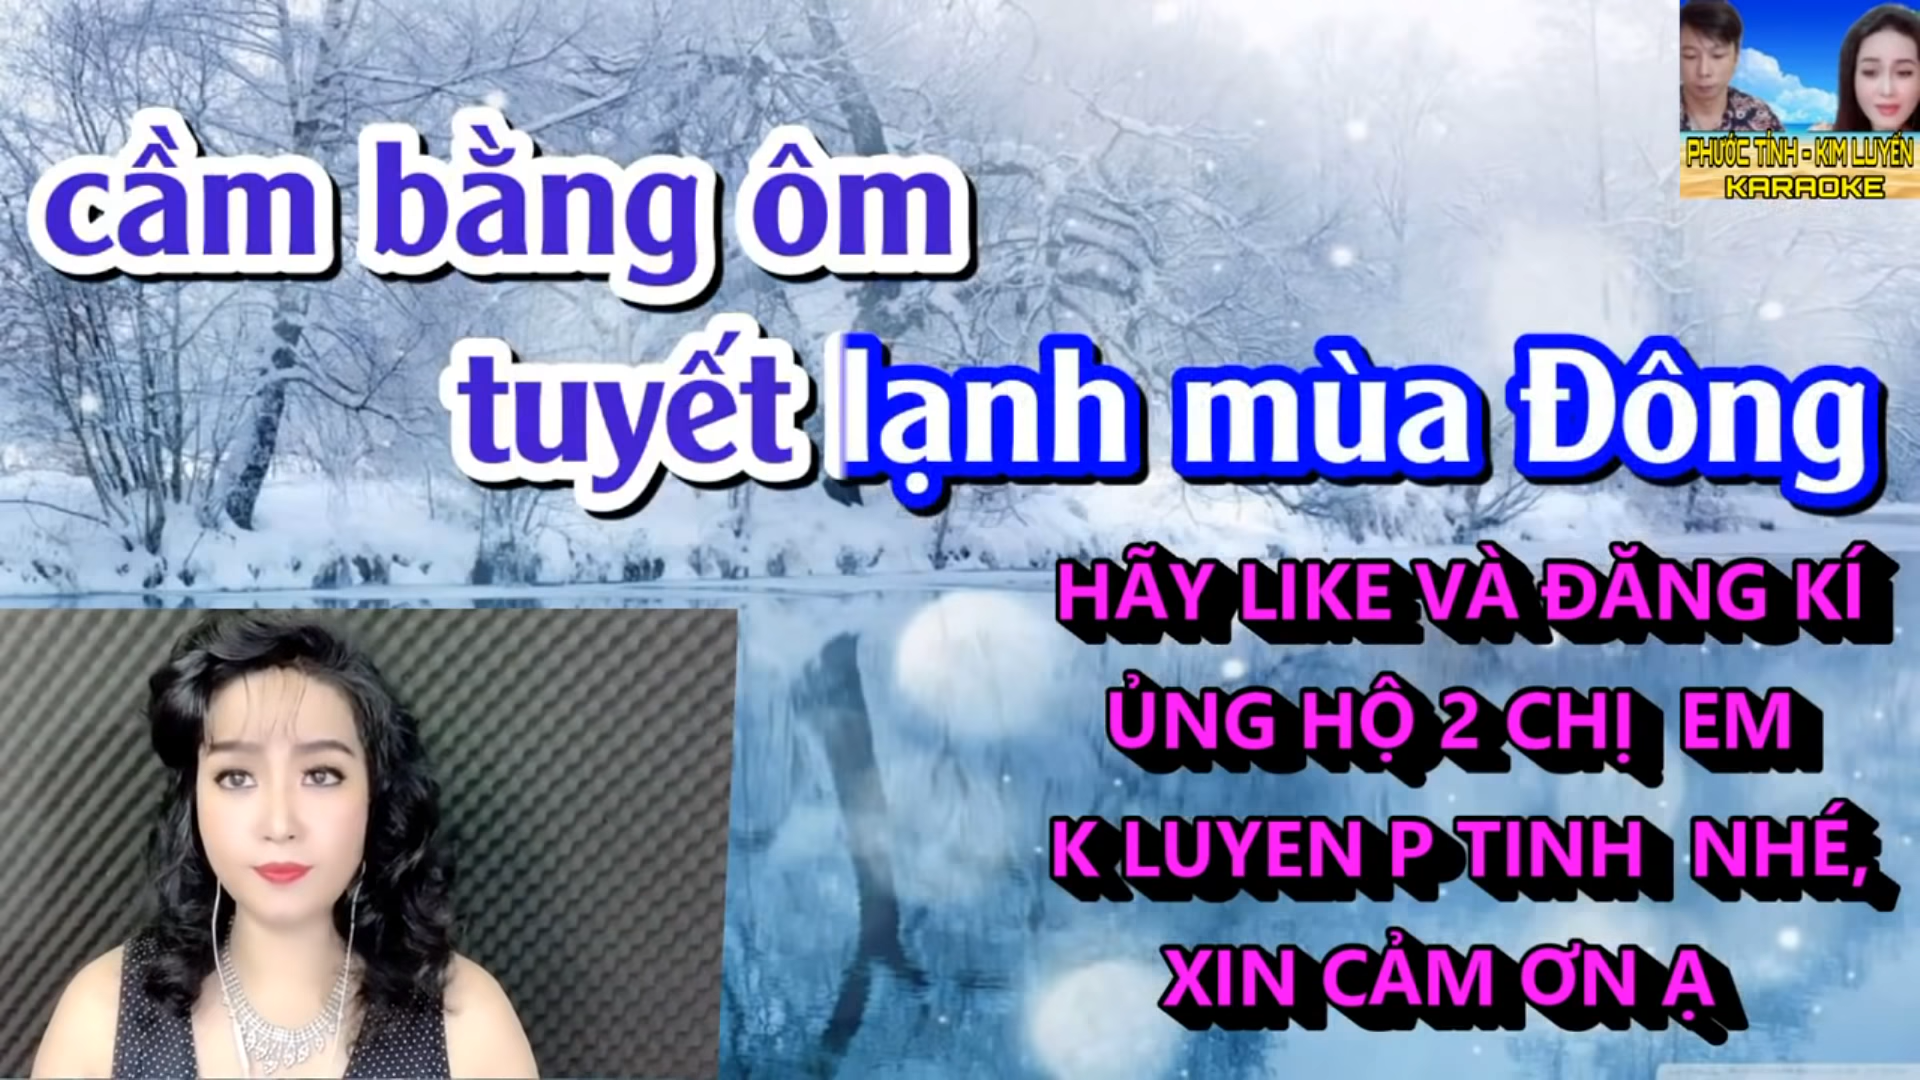 PHƯỚC TỈNH - KIM LUYẾN
KARAOKE
cầm bằng ôm
tuyết lạnh mùa Đông
HÃY LIKE VÀ ĐĂNG KÍ
ỦNG HỘ 2 CHỊ EM
K LUYEN P TINH NHÉ,
XIN CẢM ƠN Ạ